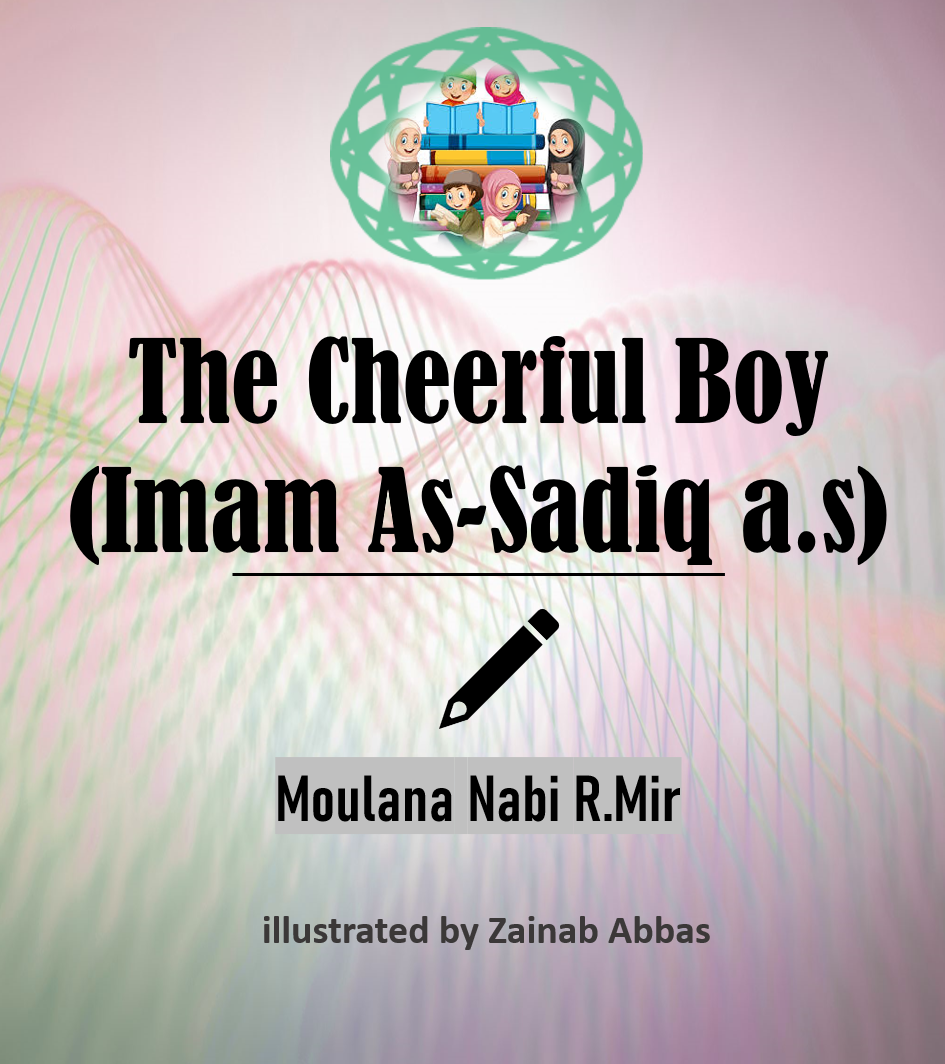 The Cheerful Boy
(Imam As-Sadiq a.s)
Moulana Nabi R.Mir
illustrated by Zainab Abbas